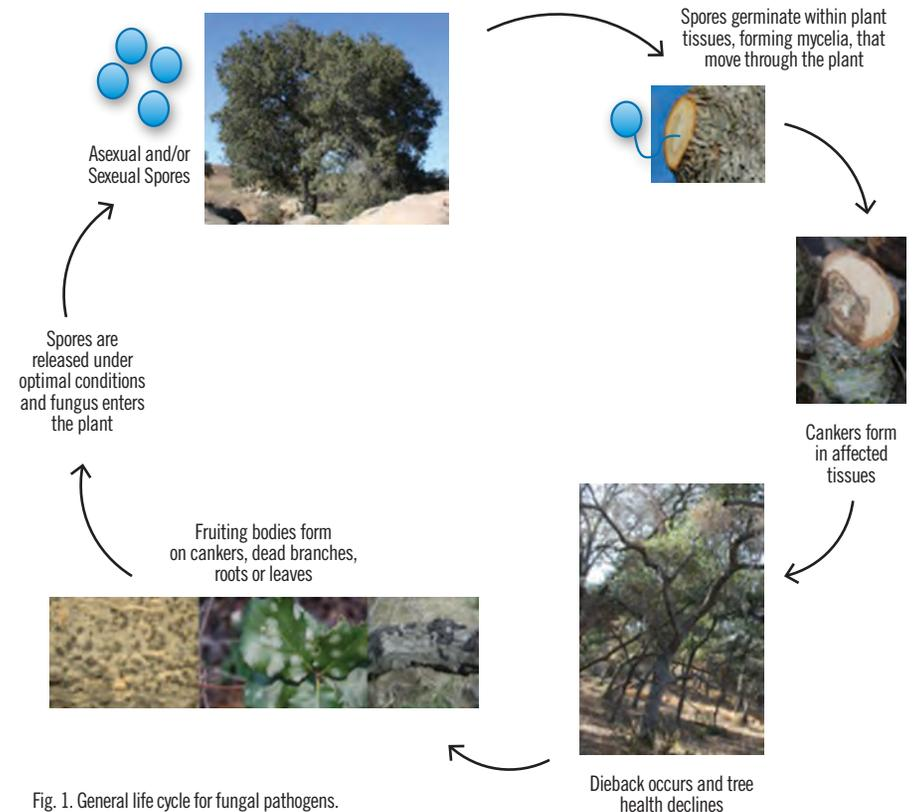 Asexual and/or
Sexeual Spores
Spores germinate within plant
tissues, forming mycelia, that
move through the plant
Cankers form
in affected
tissues
Dieback occurs and tree
health declines
Fruiting bodies form
on cankers, dead branches,
roots or leaves
Spores are
released under
optimal conditions
and fungus enters
the plant
Fig. 1. General life cycle for fungal pathogens.